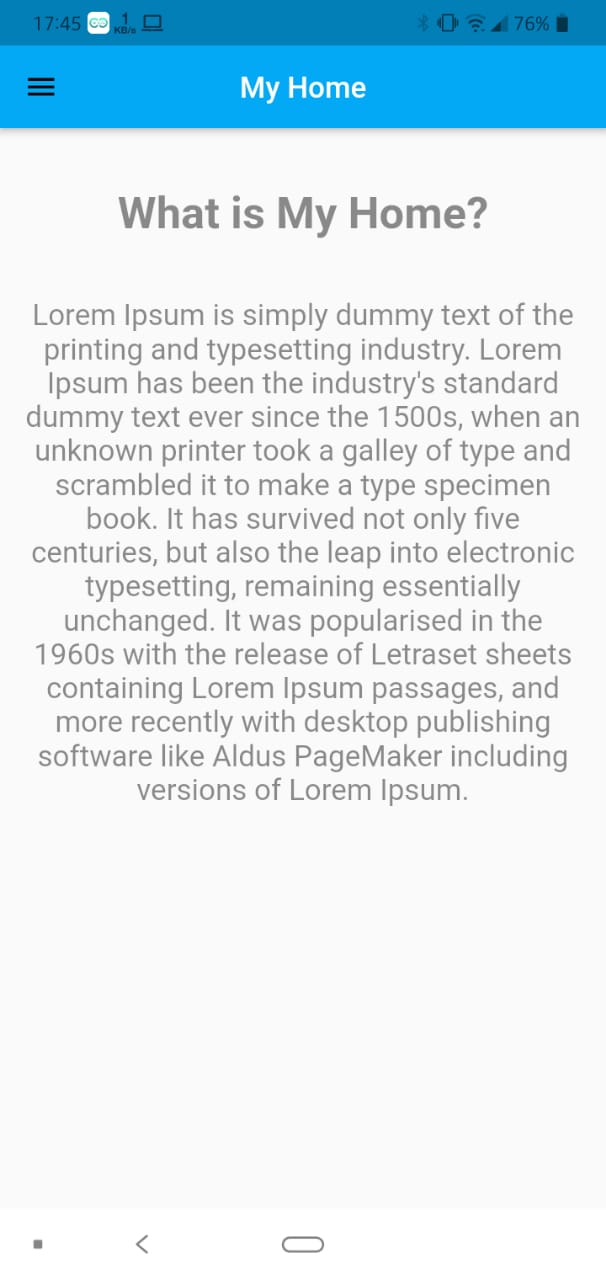 17:45 1 KB/s 76%
My Home
What is My Home?
Lorem Ipsum is simply dummy text of the
printing and typesetting industry. Lorem
Ipsum has been the industry's standard
dummy text ever since the 1500s, when an
unknown printer took a galley of type and
scrambled it to make a type specimen
book. It has survived not only five
centuries, but also the leap into electronic
typesetting, remaining essentially
unchanged. It was popularised in the
1960s with the release of Letraset sheets
containing Lorem Ipsum passages, and
more recently with desktop publishing
software like Aldus PageMaker including
versions of Lorem Ipsum.